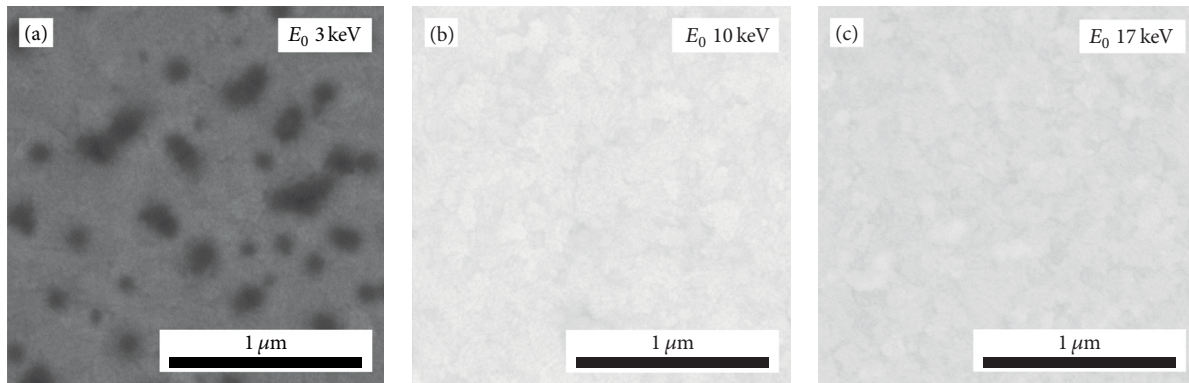 (a)
E₀ 3 keV
1 μm
(b)
E₀ 10 keV
1 μm
(c)
E₀ 17 keV
1 μm